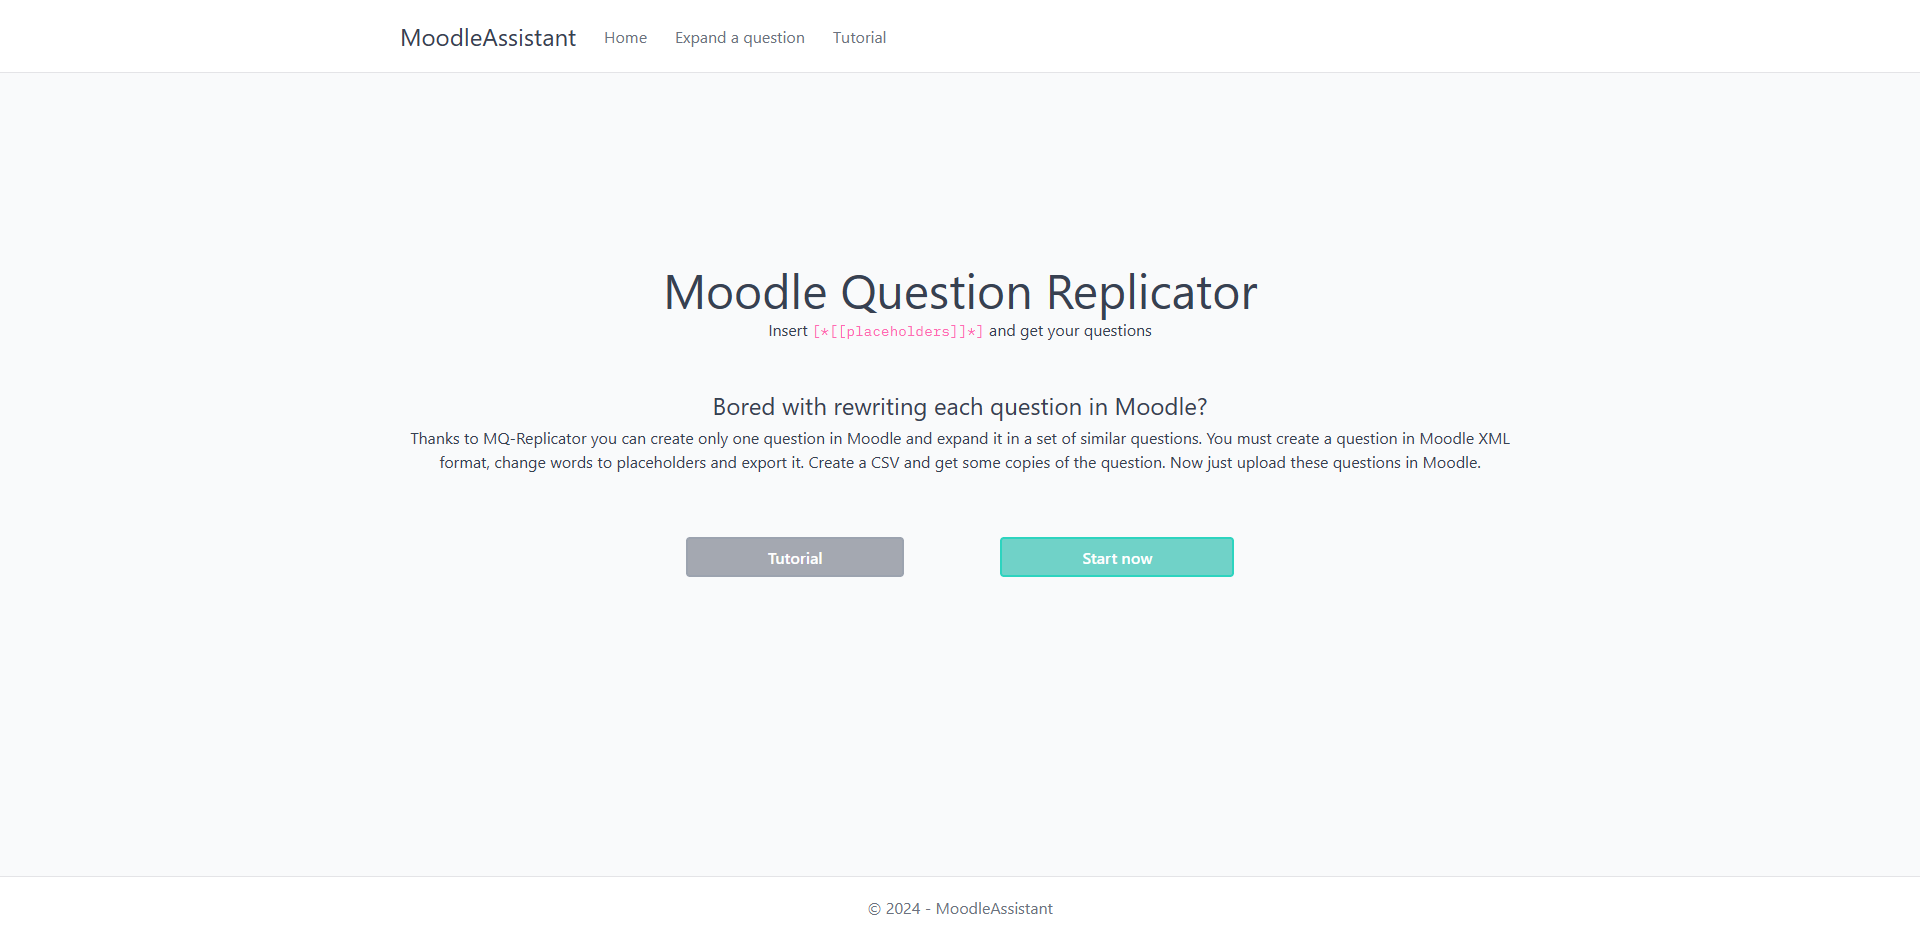 MoodleAssistant Home Expand a question Tutorial
Moodle Question Replicator
Insert [*[[placeholders]]*] and get your questions
Bored with rewriting each question in Moodle?
Thanks to MQ-Replicator you can create only one question in Moodle and expand it in a set of similar questions. You must create a question in Moodle XML
format, change words to placeholders and export it. Create a CSV and get some copies of the question. Now just upload these questions in Moodle.
Tutorial Start now
© 2024 - MoodleAssistant